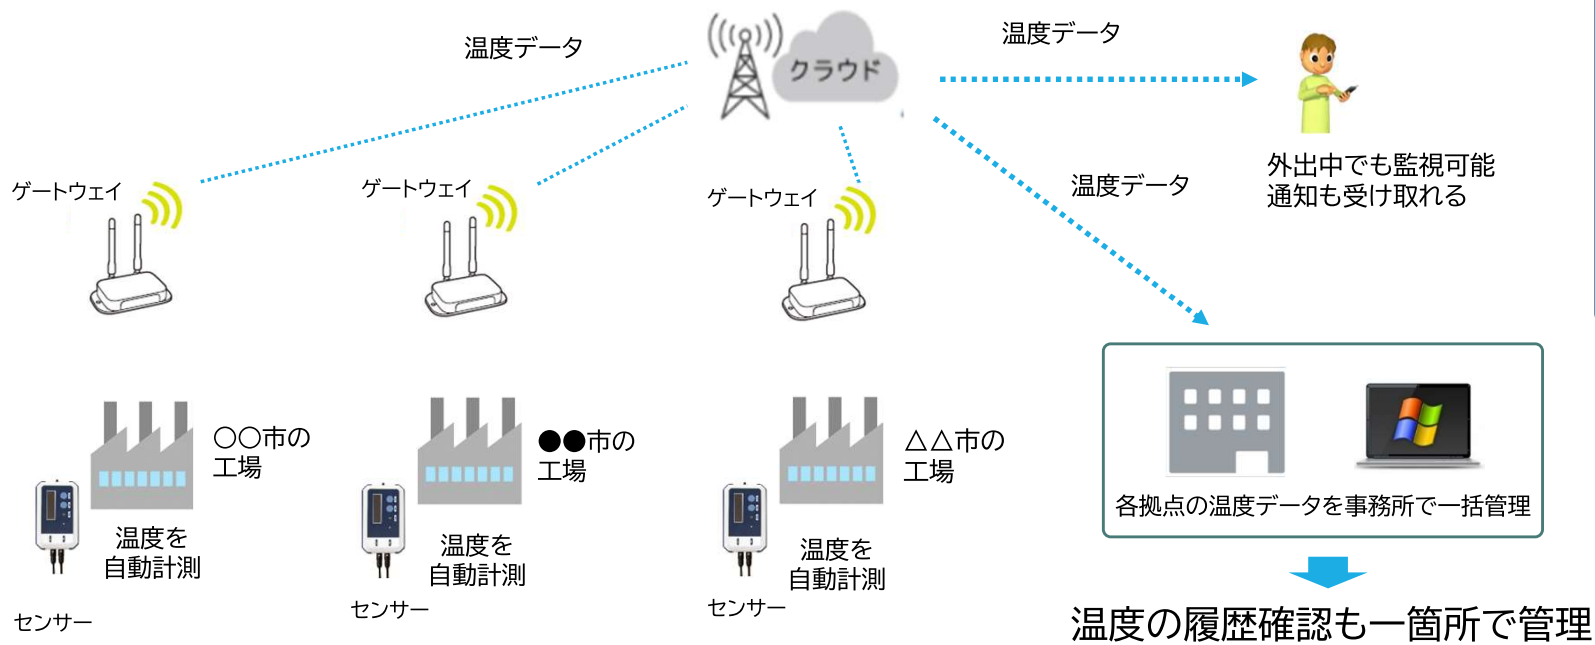 温度データ
クラウド
温度データ
外出中でも監視可能
通知も受け取れる
ゲートウェイ
ゲートウェイ
ゲートウェイ
温度データ
○○市の
工場
●●市の
工場
△△市の
工場
温度を
自動計測
温度を
自動計測
温度を
自動計測
センサー
センサー
センサー
各拠点の温度データを事務所で一括管理
温度の履歴確認も一箇所で管理